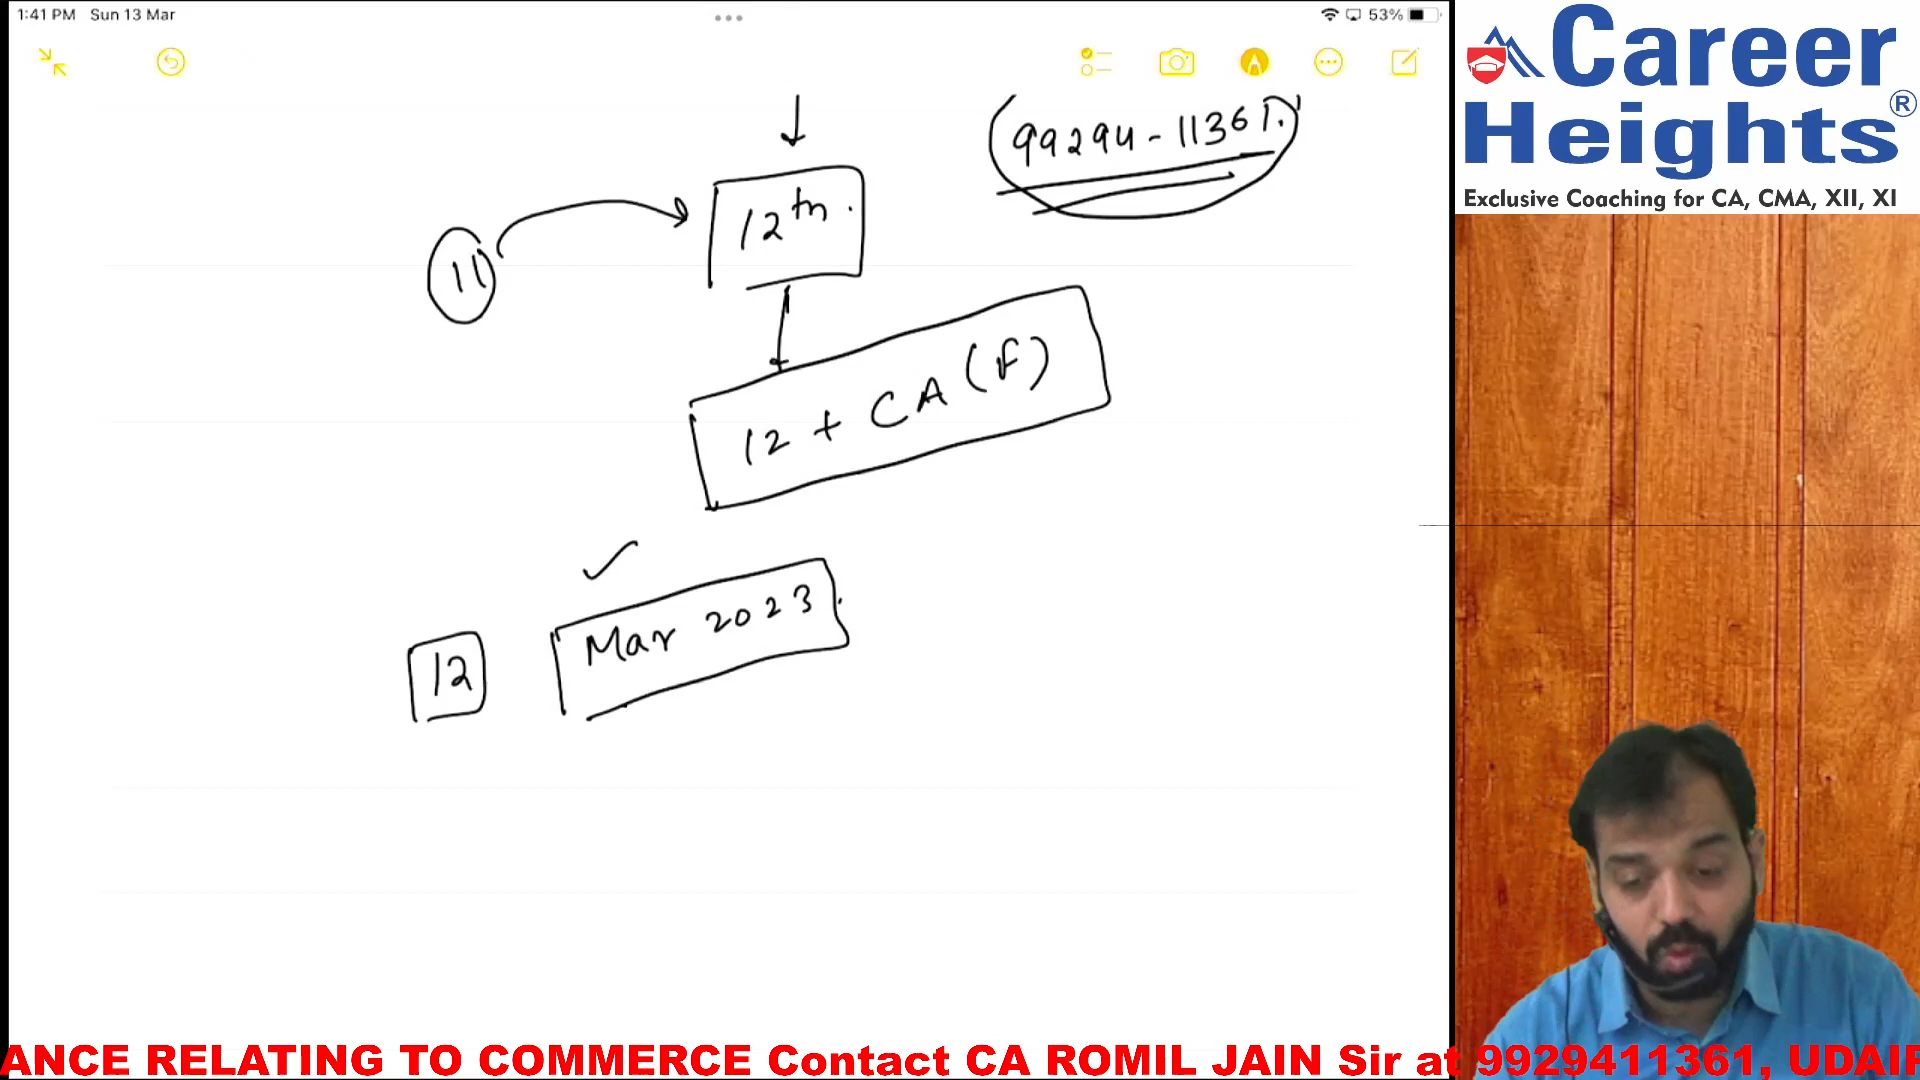 1:41 PM Sun 13 Mar
53%
Career
Heights®
Exclusive Coaching for CA, CMA, XII, XI
99294-11361.
12th.
11
12 + CA (F)
Mar 2023.
12
ANCE RELATING TO COMMERCE Contact CA ROMIL JAIN Sir at 9929411361, UDAIP